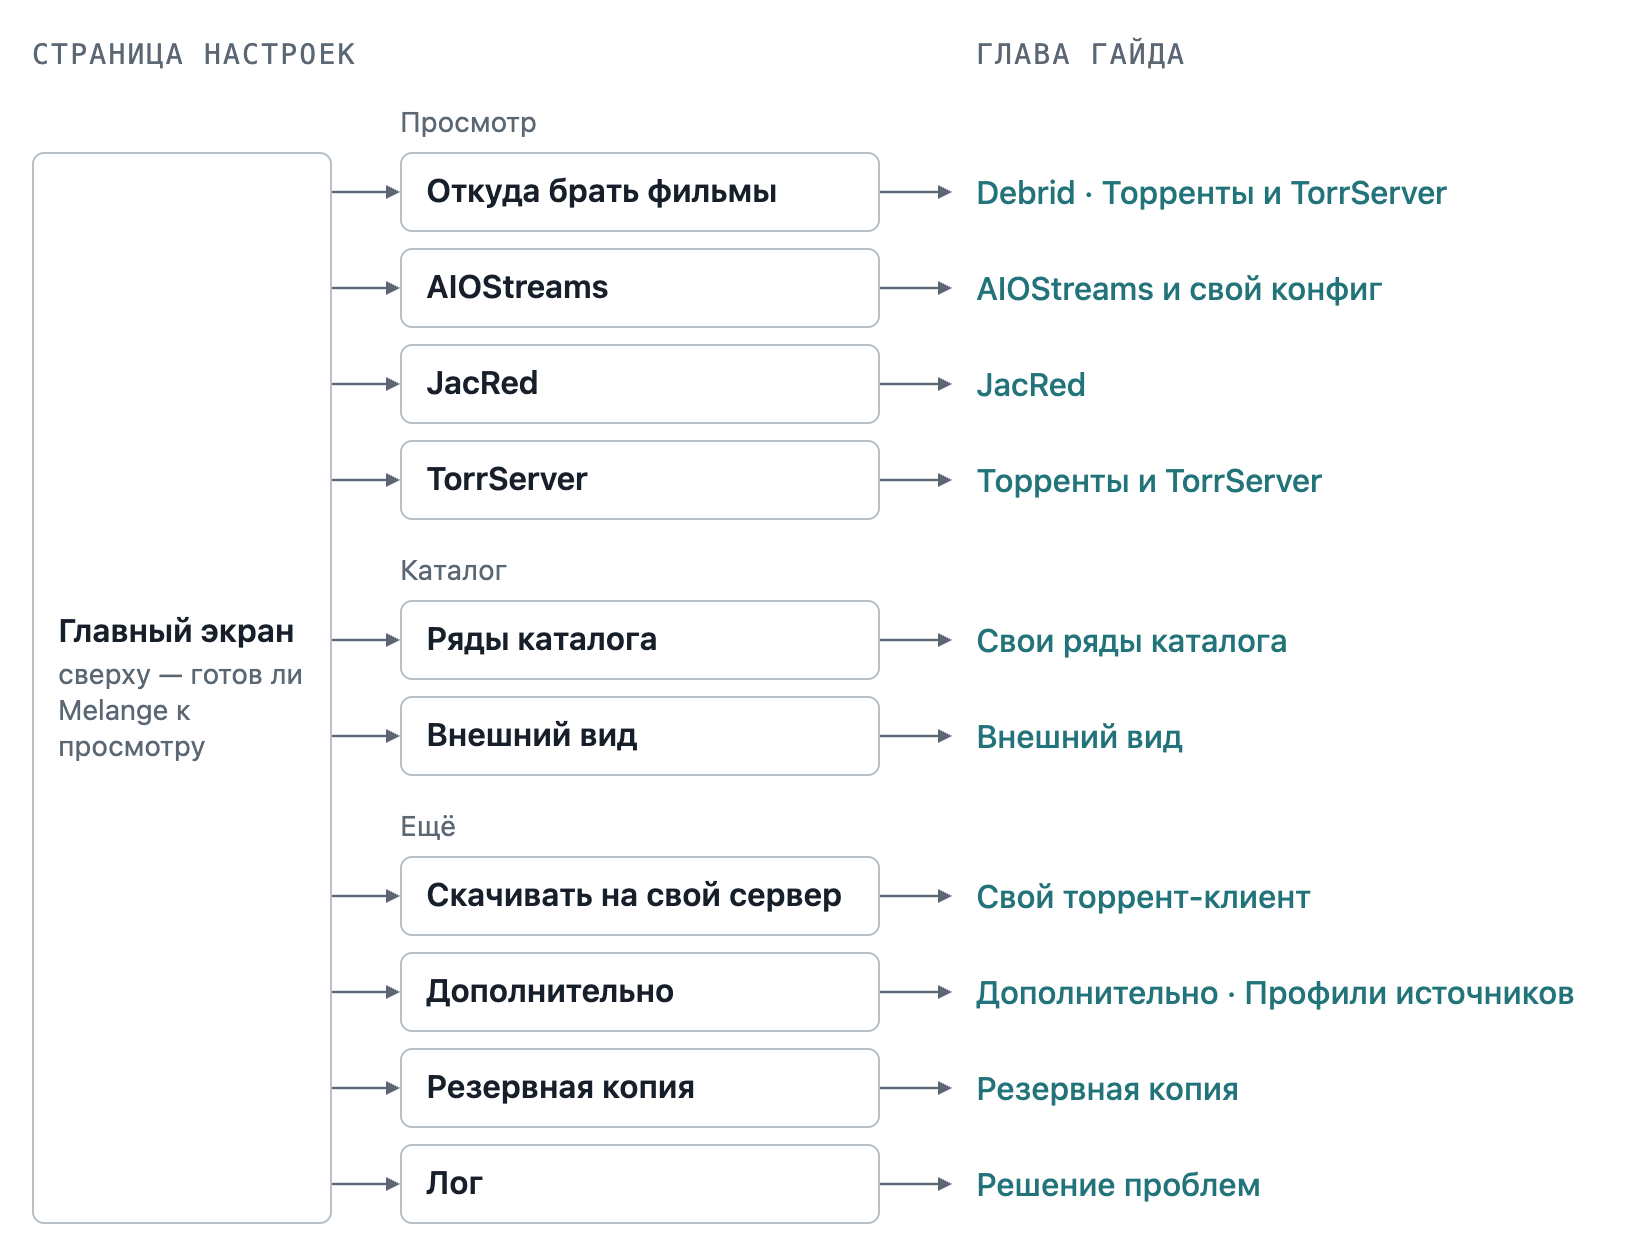 СТРАНИЦА НАСТРОЕК
ГЛАВА ГАЙДА
Главный экран
сверху — готов ли
Melange к
просмотру
Просмотр
Откуда брать фильмы
Debrid · Торренты и TorrServer
AIOStreams
AIOStreams и свой конфиг
JacRed
JacRed
TorrServer
Торренты и TorrServer
Каталог
Ряды каталога
Свои ряды каталога
Внешний вид
Внешний вид
Ещё
Скачивать на свой сервер
Свой торрент-клиент
Дополнительно
Дополнительно · Профили источников
Резервная копия
Резервная копия
Лог
Решение проблем